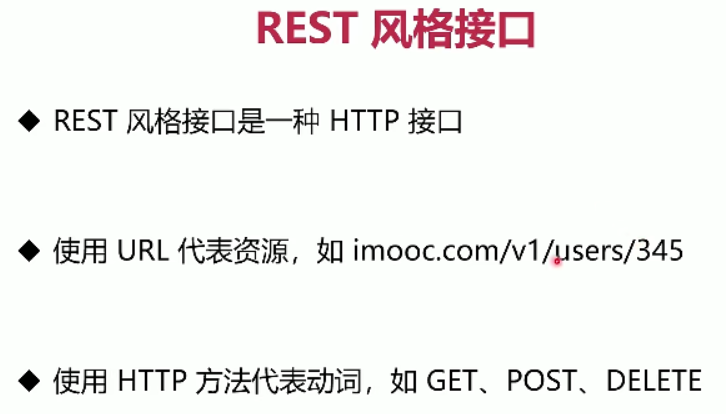 REST 风格接口
◆ REST 风格接口是一种 HTTP 接口
◆ 使用 URL 代表资源，如 imooc.com/v1/users/345
◆ 使用 HTTP 方法代表动词，如 GET、POST、DELETE